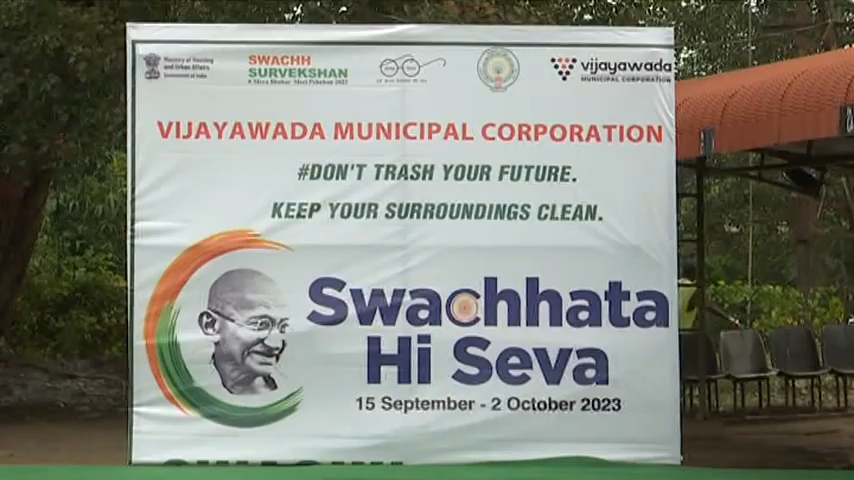 Ministry of Housing
and Urban Affairs
Government of India
SWACHH
SURVEKSHAN
vijayawada
MUNICIPAL CORPORATION
VIJAYAWADA MUNICIPAL CORPORATION
#DON'T TRASH YOUR FUTURE.
KEEP YOUR SURROUNDINGS CLEAN.
Swachhata
Hi Seva
15 September - 2 October 2023